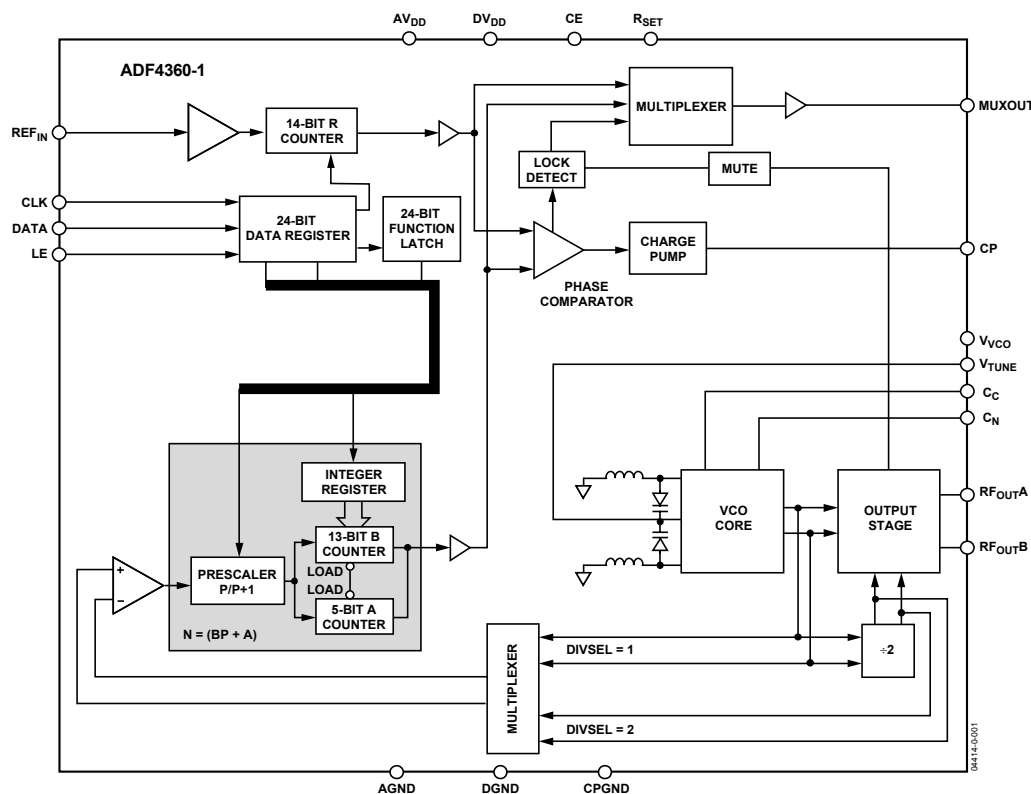 AVDD
DVDD
CE
RSET
ADF4360-1
MULTIPLEXER
MUXOUT
REFIN
14-BIT R
COUNTER
LOCK
DETECT
MUTE
CLK
DATA
LE
24-BIT
DATA REGISTER
24-BIT
FUNCTION
LATCH
CHARGE
PUMP
CP
PHASE
COMPARATOR
VVCO
VTUNE
CC
CN
INTEGER
REGISTER
13-BIT B
COUNTER
LOAD
LOAD
5-BIT A
COUNTER
PRESCALER
P/P+1
+
–
N = (BP + A)
VCO
CORE
OUTPUT
STAGE
RFOUTA
RFOUTB
MULTIPLEXER
DIVSEL = 1
DIVSEL = 2
÷2
04414-0-001
AGND
DGND
CPGND